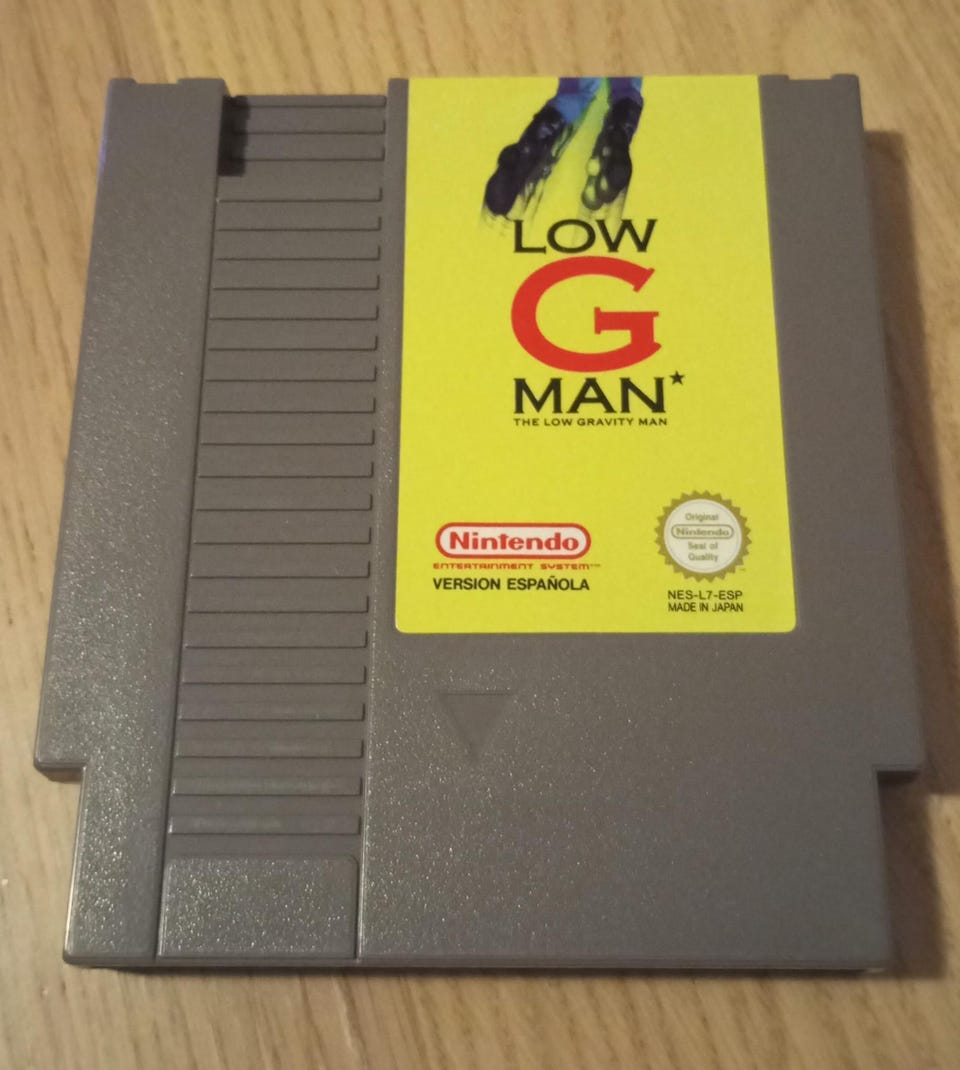 LOW
G
MAN*
THE LOW GRAVITY MAN
Nintendo
ENTERTAINMENT SYSTEM™
VERSION ESPAÑOLA
Original
Nintendo
Seal of
Quality
™
NES-L7-ESP
MADE IN JAPAN